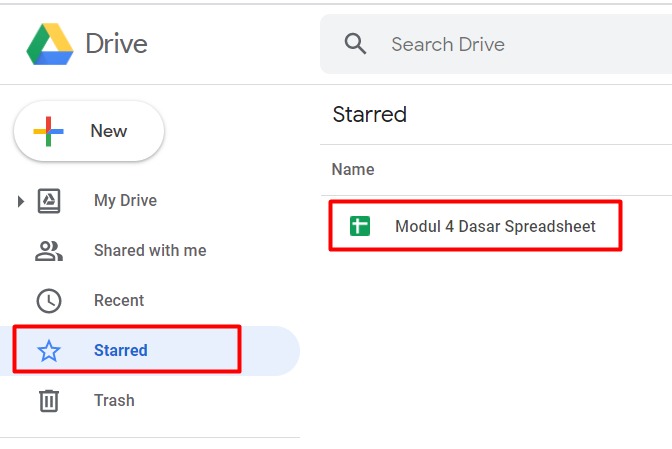 Drive
Search Drive
New
Starred
Name
My Drive
Modul 4 Dasar Spreadsheet
Shared with me
Recent
Starred
Trash